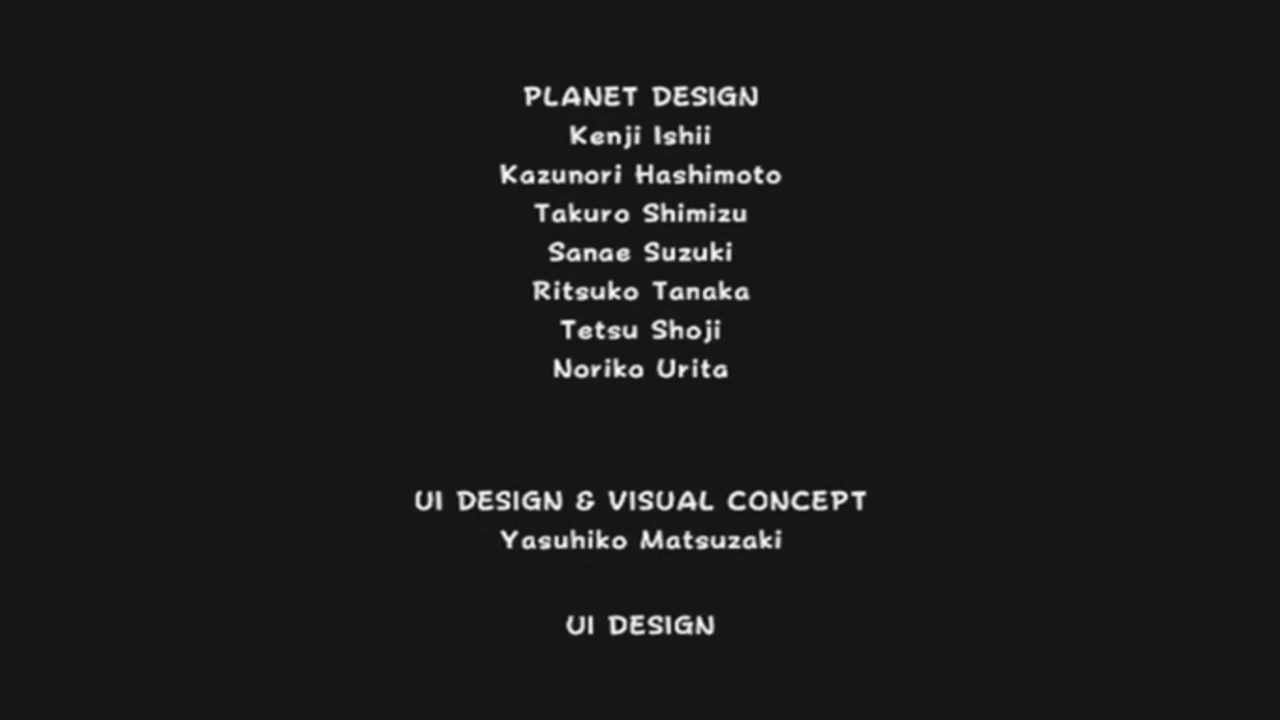 PLANET DESIGN
Kenji Ishii
Kazunori Hashimoto
Takuro Shimizu
Sanae Suzuki
Ritsuko Tanaka
Tetsu Shoji
Noriko Urita
UI DESIGN & VISUAL CONCEPT
Yasuhiko Matsuzaki
UI DESIGN